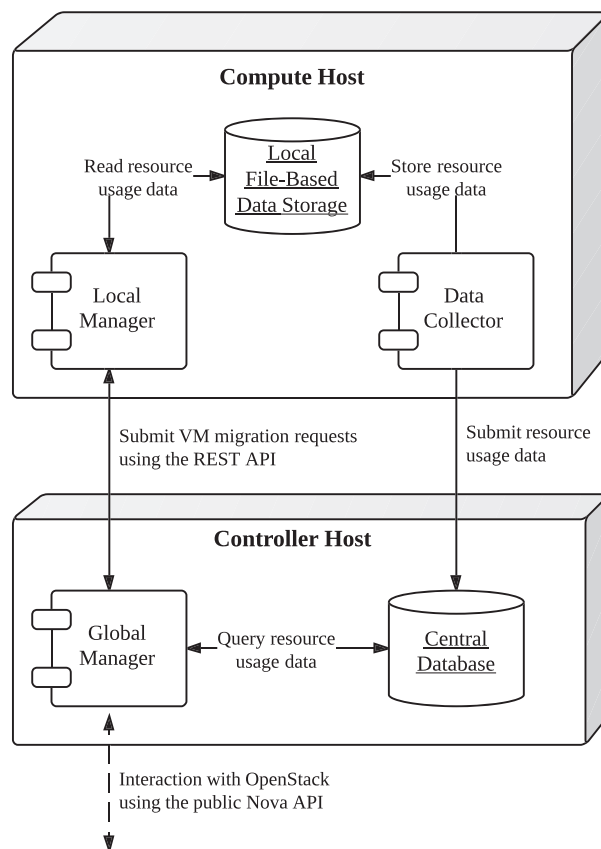 Compute Host
Local
File-Based
Data Storage
Read resource
usage data
Store resource
usage data
Local
Manager
Data
Collector
Submit VM migration requests
using the REST API
Submit resource
usage data
Controller Host
Global
Manager
Query resource
usage data
Central
Database
Interaction with OpenStack
using the public Nova API